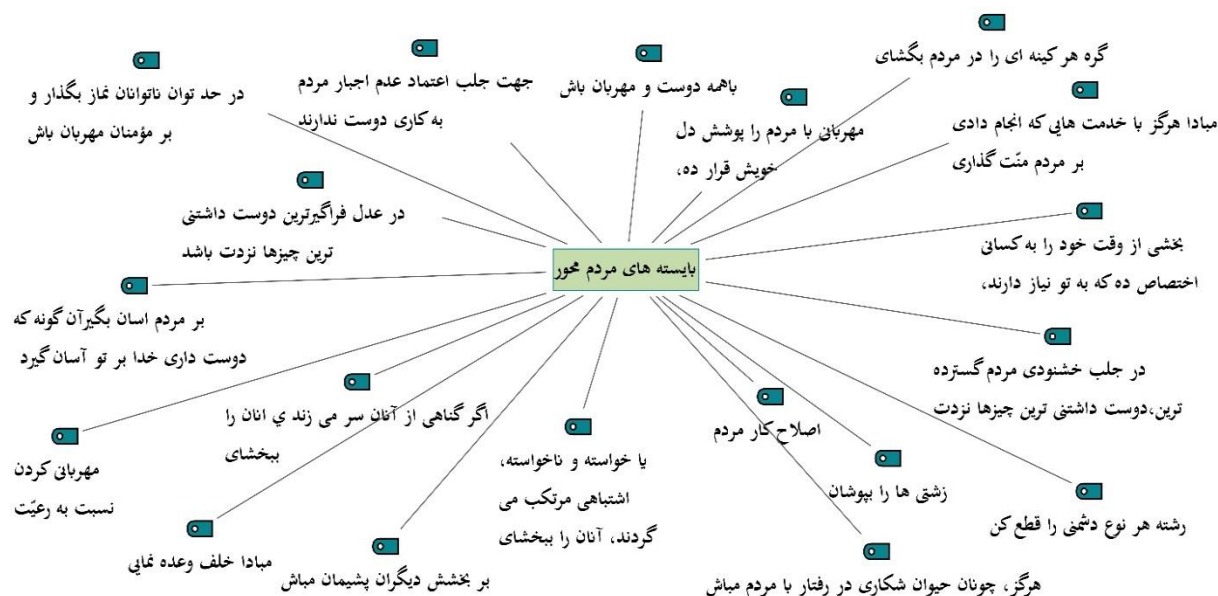 گره هر کینه ای را در مردم بگشای
مبادا هرگز با خدمت هایی که انجام دادی
بر مردم منّت گذاری
باهمه دوست و مهربان باش
مهربانی با مردم را پوشش دل
خویش قرار ده،
جهت جلب اعتماد عدم اجبار مردم
به کاری دوست ندارند
در حد توان ناتوانان نماز بگذار و
بر مؤمنان مهربان باش
در عدل فراگیرترین دوست داشتنی
ترین چیزها نزدت باشد
بخشی از وقت خود را به کسانی
اختصاص ده که به تو نیاز دارند،
بایسته های مردم محور
بر مردم اسان بگیرآن گونه که
دوست داری خدا بر تو آسان گیرد
در جلب خشنودی مردم گسترده
ترین،دوست داشتنی ترین چیزها نزدت
اگر گناهی از آنان سر می زند ي انان را
ببخشای
اصلاح کار مردم
یا خواسته و ناخواسته،
اشتباهی مرتکب می
گردند، آنان را ببخشای
مهربانی کردن
نسبت به رعیّت
زشتی ها را بپوشان
رشته هر نوع دشمنی را قطع کن
مبادا خلف وعده نمایی
بر بخشش دیگران پشیمان مباش
هرگز، چونان حیوان شکاری در رفتار با مردم مباش